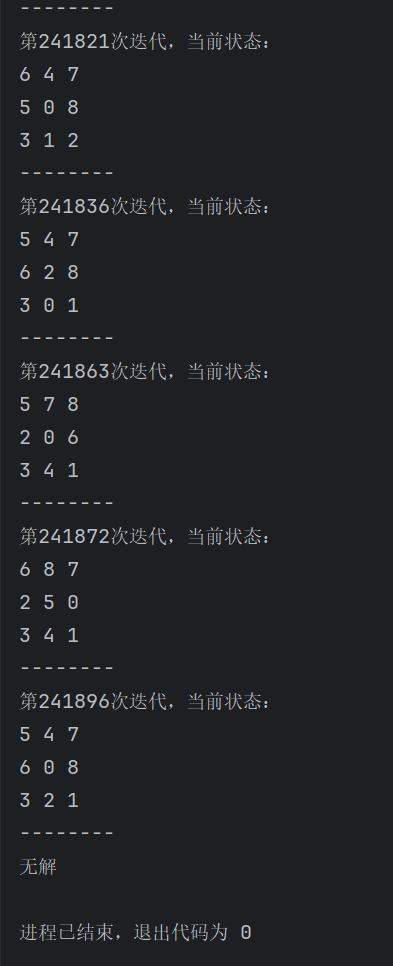 --------
第241821次迭代，当前状态：
6 4 7
5 0 8
3 1 2
--------
第241836次迭代，当前状态：
5 4 7
6 2 8
3 0 1
--------
第241863次迭代，当前状态：
5 7 8
2 0 6
3 4 1
--------
第241872次迭代，当前状态：
6 8 7
2 5 0
3 4 1
--------
第241896次迭代，当前状态：
5 4 7
6 0 8
3 2 1
--------
无解
进程已结束，退出代码为 0